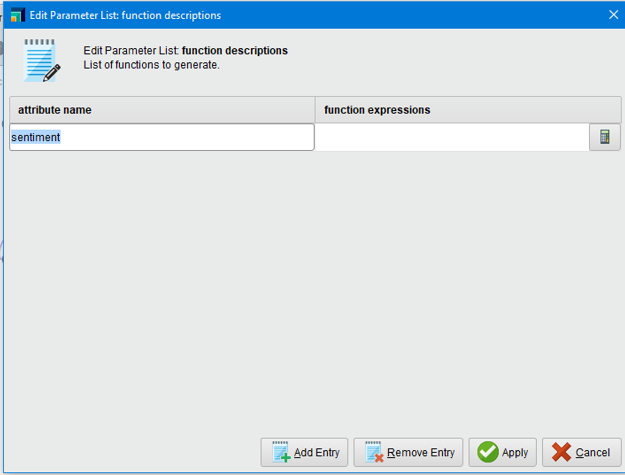 Edit Parameter List: function descriptions
Edit Parameter List: function descriptions
List of functions to generate.
attribute name function expressions
sentiment
Add Entry Remove Entry Apply Cancel